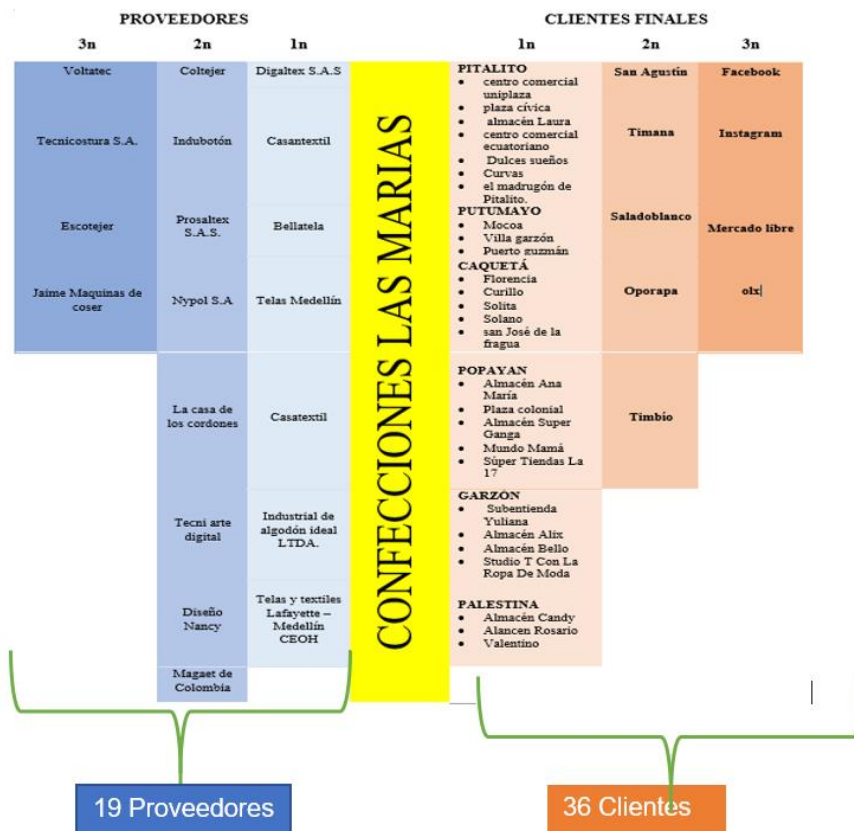 PROVEEDORES
CLIENTES FINALES
3n
2n
1n
1n
2n
3n
Voltatec
Coltejer
Digaltex S.A.S
Tecnicostura S.A.
Indubotón
Casantextil
Escotejer
Prosaltex
S.A.S.
Bellatela
Jaime Maquinas de
coser
Nypol S.A
Telas Medellín
La casa de
los cordones
Casatextil
Tecni arte
digital
Industrial de
algodón ideal
LTDA.
Diseño
Nancy
Telas y textiles
Lafayette –
Medellín
CEOH
Magaet de
Colombia
CONFECCIONES LAS MARIAS
PITALITO
• centro comercial
uniplaza
• plaza cívica
• almacén Laura
• centro comercial
ecuatoriano
• Dulces sueños
• Curvas
• el madrugón de
Pitalito.
PUTUMAYO
• Mocoa
• Villa garzón
• Puerto guzmán
CAQUETÁ
• Florencia
• Curillo
• Solita
• Solano
• san José de la
fragua
POPAYAN
• Almacén Ana
María
• Plaza colonial
• Almacén Super
Ganga
• Mundo Mamá
• Súper Tiendas La
17
GARZÓN
• Subentienda
Yuliana
• Almacén Alix
• Almacén Bello
• Studio T Con La
Ropa De Moda
PALESTINA
• Almacén Candy
• Alancen Rosario
• Valentino
San Agustín
Timana
Saladoblanco
Oporapa
Timbío
Facebook
Instagram
Mercado libre
olx
19 Proveedores
36 Clientes